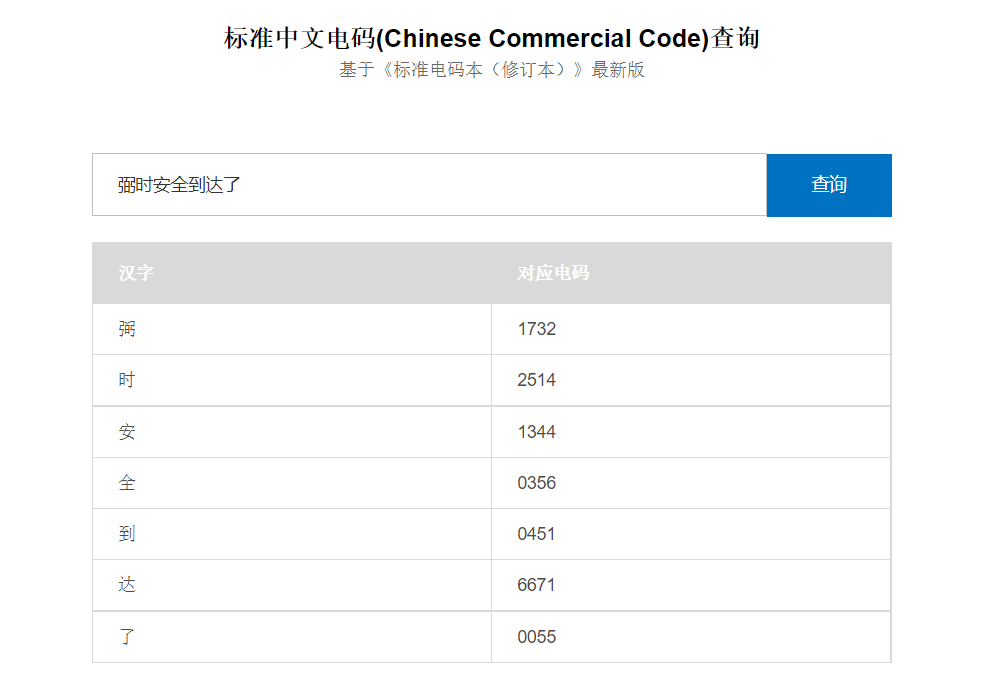 标准中文电码(Chinese Commercial Code)查询
基于《标准电码本（修订本）》最新版
弼时安全到达了 查询
汉字 对应电码
弼 1732
时 2514
安 1344
全 0356
到 0451
达 6671
了 0055